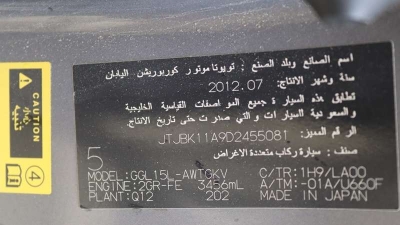 اسم الصانع وبلد الصنع : تويوتا موتور كوربوريشن اليابان
سنة وشهر الانتاج: 2012.07
تطابق هذه السيارة جميع المواصفات القياسية الخليجية
والسعودية للسيارات والتي صدرت حتى تاريخ الانتاج.
الرقم المميز: JTJBK11A9D2455081
صنف : سيارة ركاب متعددة الاغراض
5
MODEL:GGL15L-AWTGKV C/TR:1H9/LA00
ENGINE:2GR-FE 3456mL A/TM:-01A/U660F
PLANT:Q12 202 MADE IN JAPAN
CAUTION
4